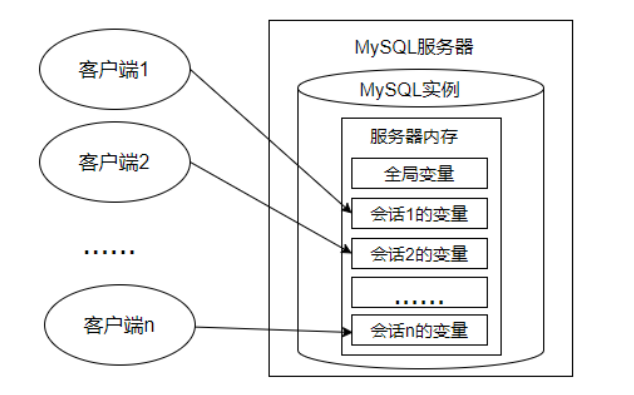 MySQL服务器
客户端1
MySQL实例
服务器内存
客户端2
全局变量
会话1的变量
会话2的变量
……
……
客户端n
会话n的变量